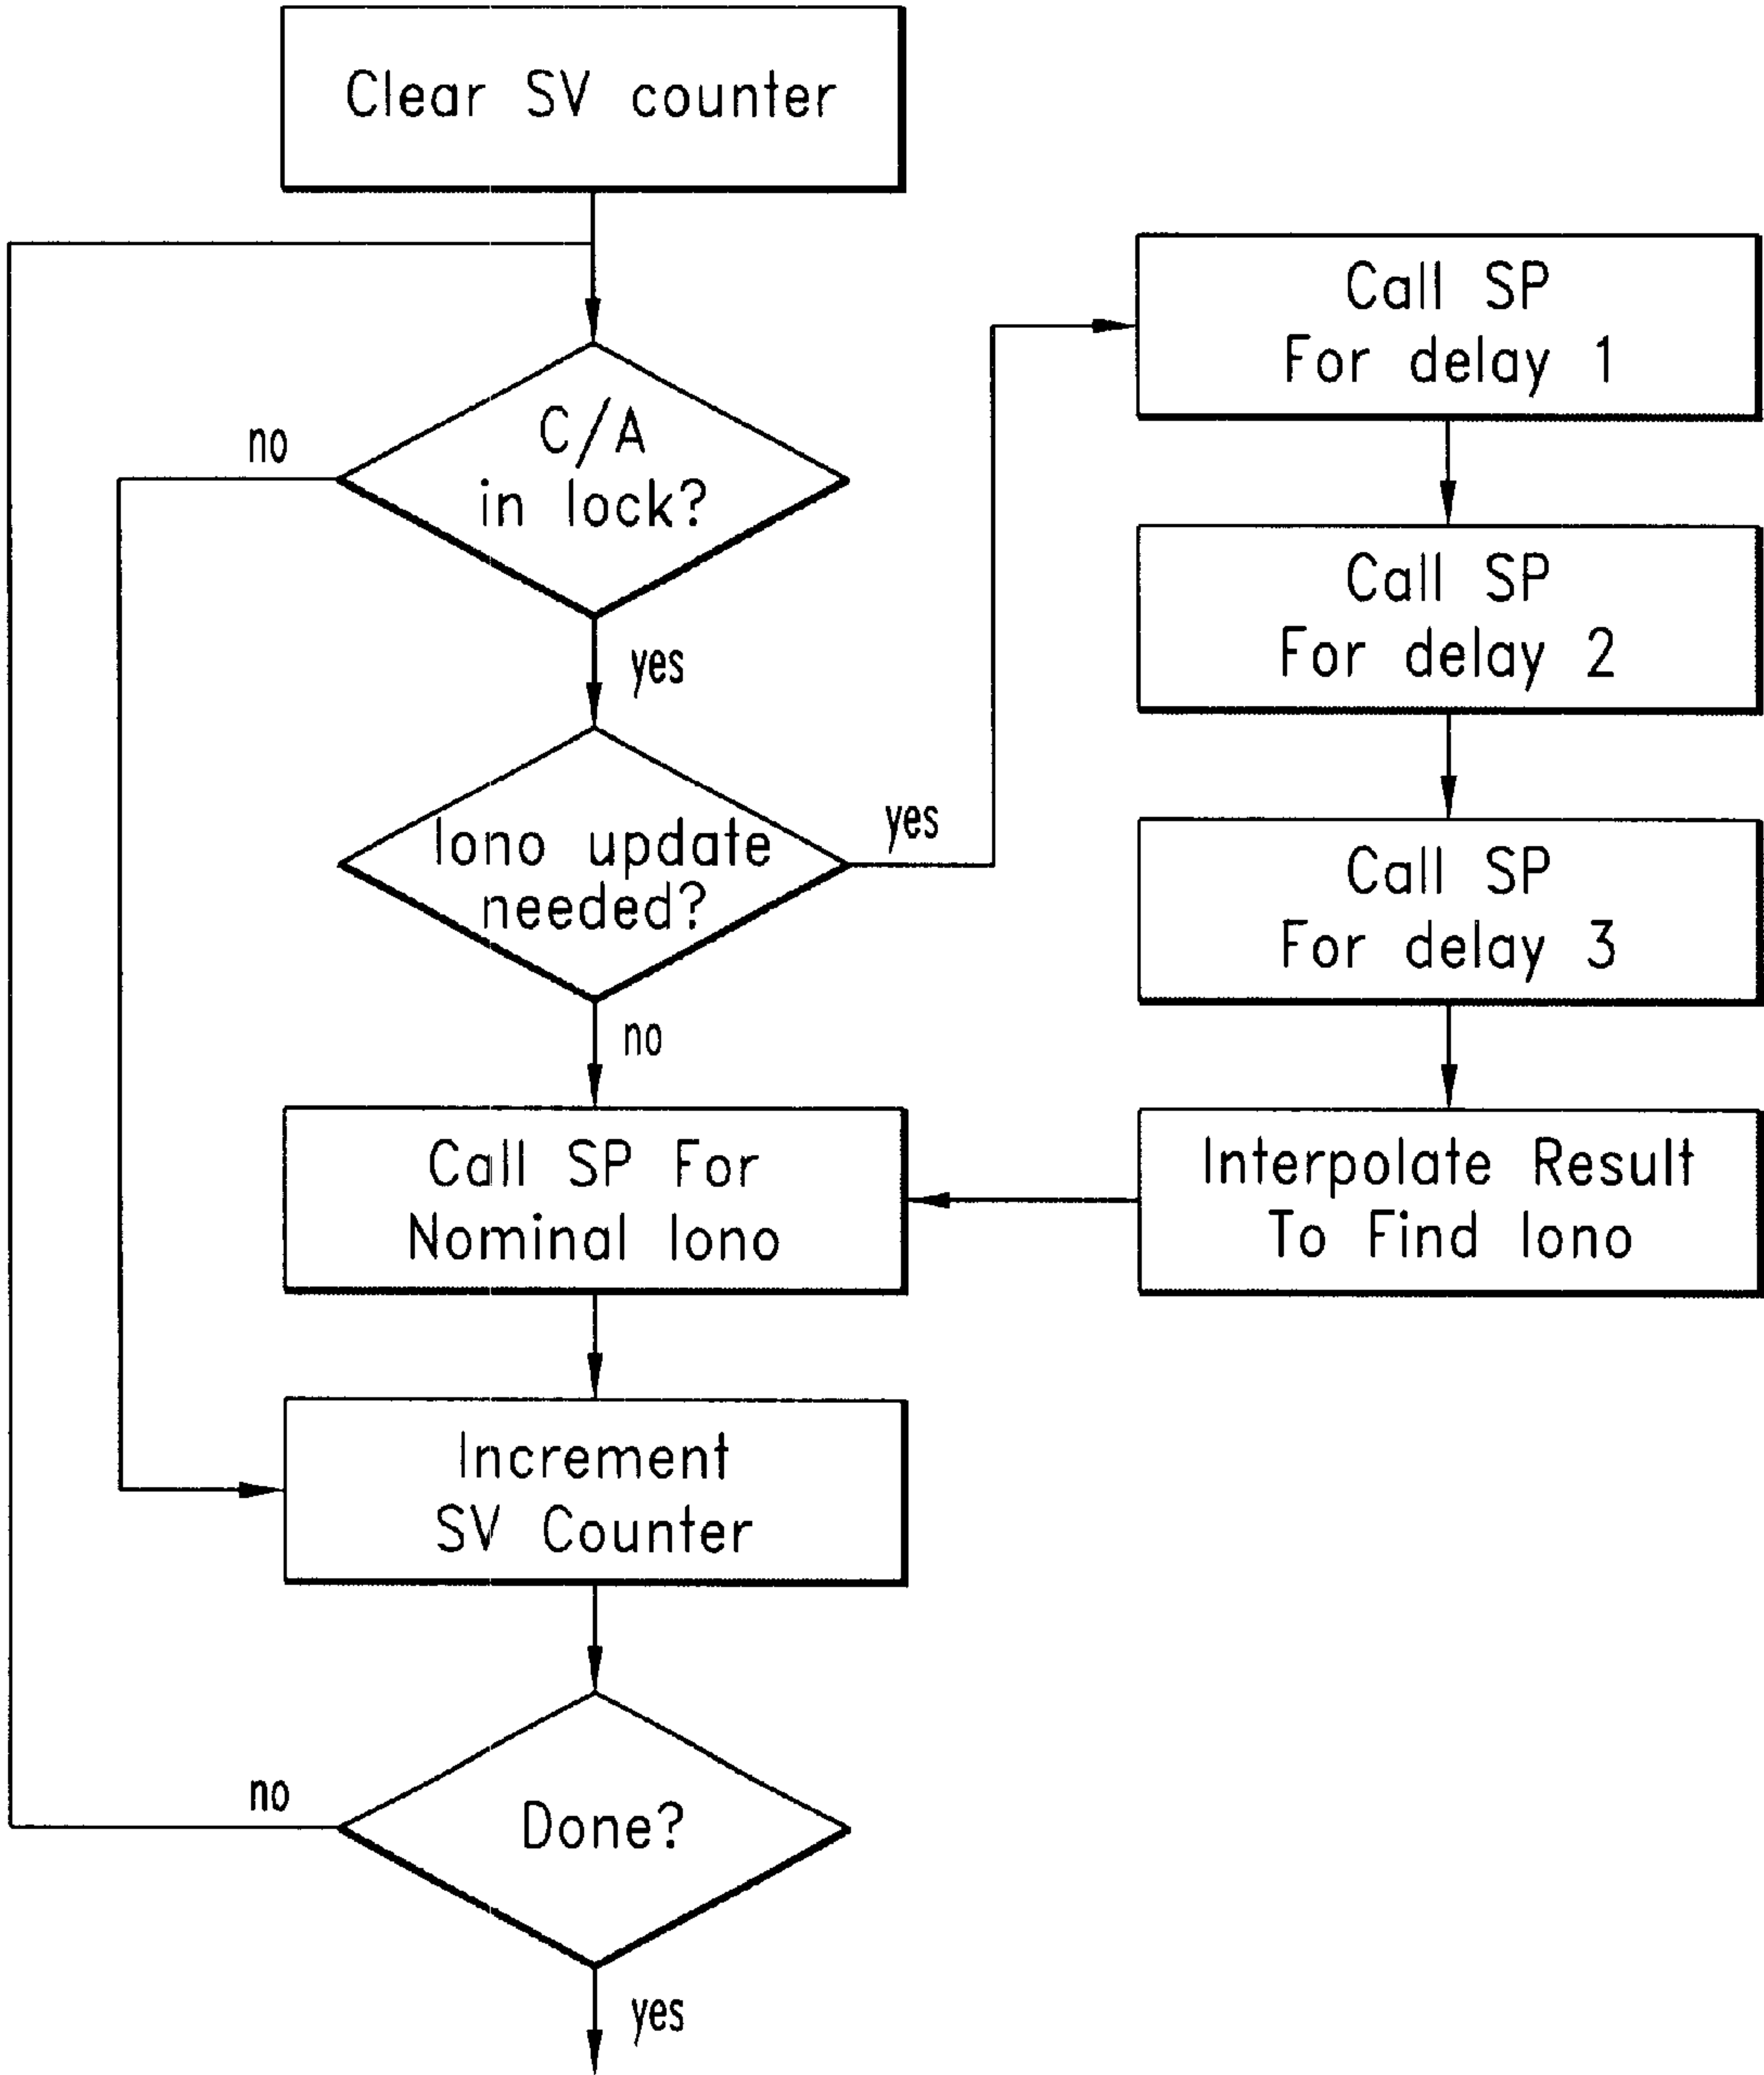 Clear SV counter
C/A
in lock?
no
yes
Iono update
needed?
yes
no
Call SP
For delay 1
Call SP
For delay 2
Call SP
For delay 3
Interpolate Result
To Find Iono
Call SP For
Nominal Iono
Increment
SV Counter
Done?
no
yes